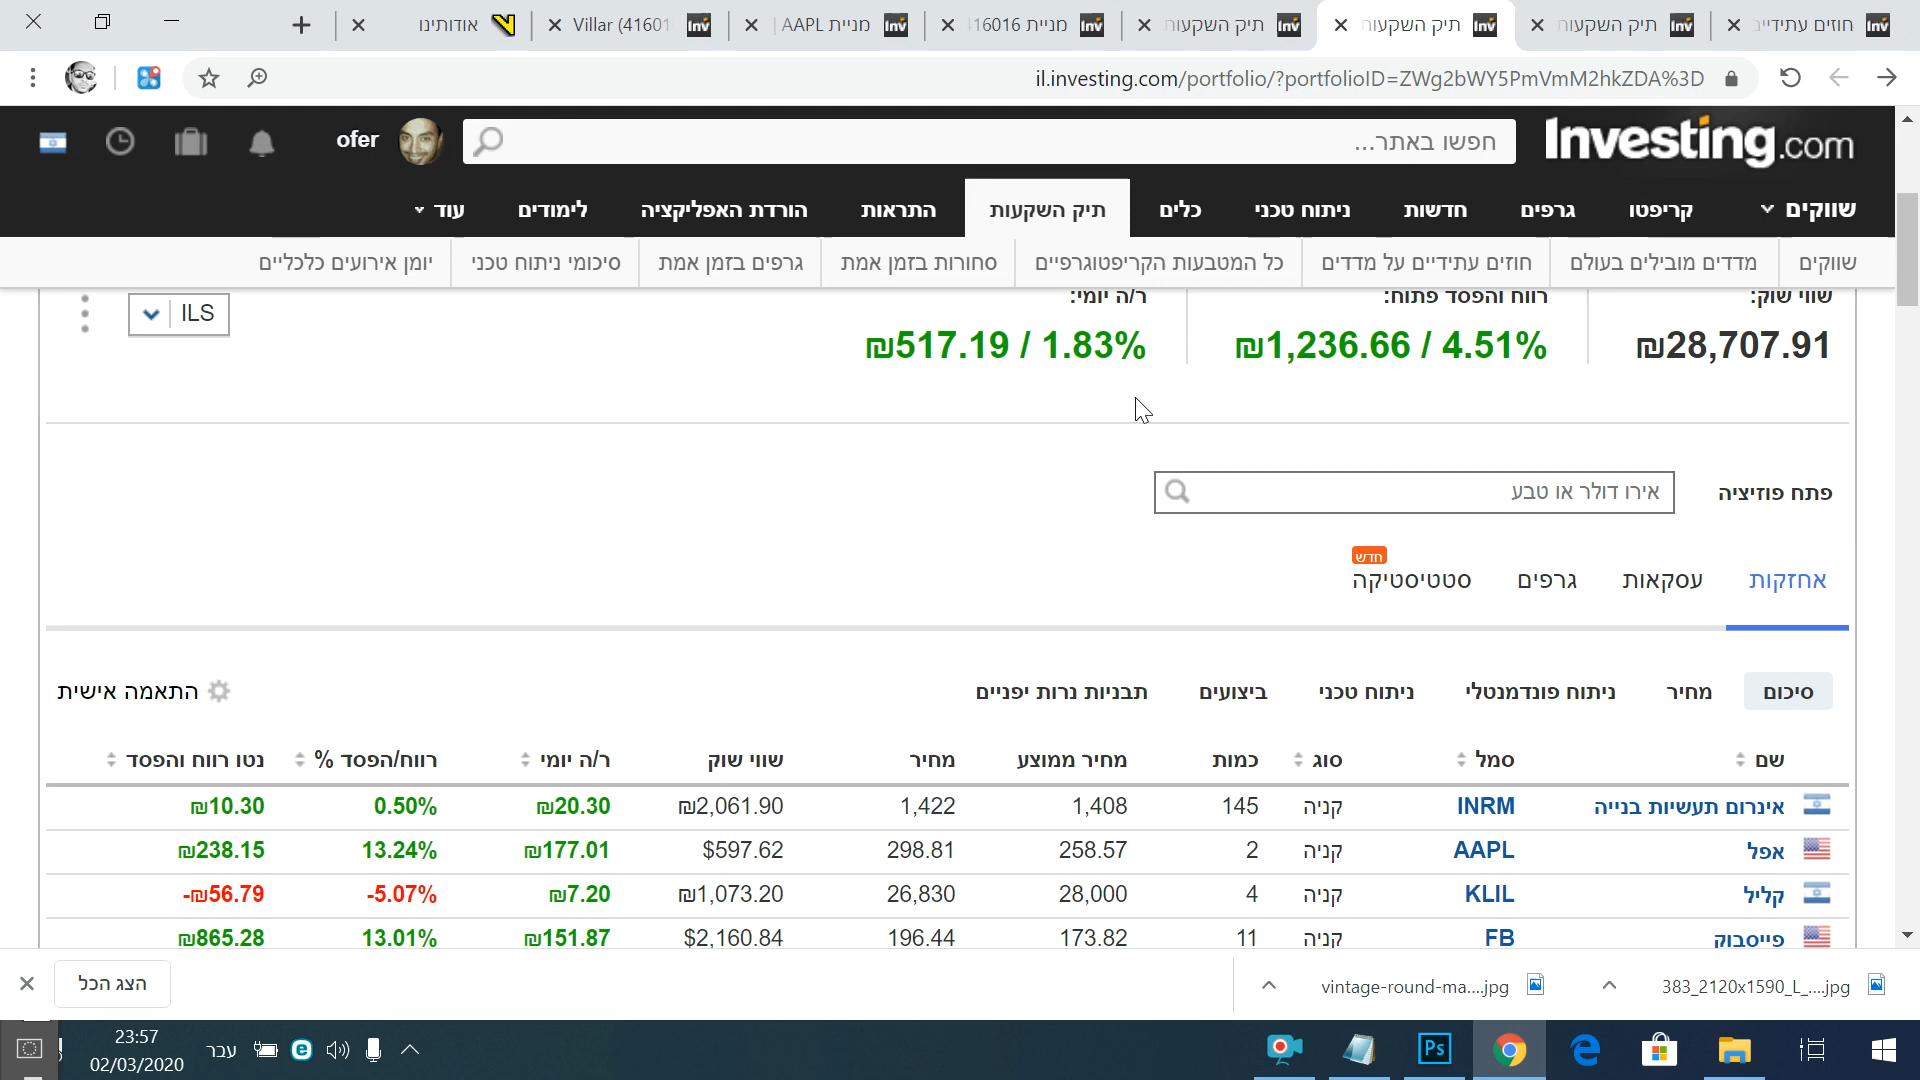 חוזים עתידיים
תיק השקעות
תיק השקעות
תיק השקעות
מניית 416016
מניית AAPL
Villar (41601
אודותינו
il.investing.com/portfolio/?portfolioID=ZWg2bWY5PmVmM2hkZDA%3D
Investing.com
חפשו באתר...
ofer
שווקים
קריפטו
גרפים
חדשות
ניתוח טכני
כלים
תיק השקעות
התראות
הורדת האפליקציה
לימודים
עוד
שווקים
מדדים מובילים בעולם
חוזים עתידיים על מדדים
כל המטבעות הקריפטוגרפיים
סחורות בזמן אמת
גרפים בזמן אמת
סיכומי ניתוח טכני
יומן אירועים כלכליים
שווי שוק:
₪28,707.91
רווח והפסד פתוח:
₪1,236.66 / 4.51%
ר/ה יומי:
₪517.19 / 1.83%
ILS
פתח פוזיציה
אירו דולר או טבע
אחזקות
עסקאות
גרפים
חדש
סטטיסטיקה
סיכום
מחיר
ניתוח פונדמנטלי
ניתוח טכני
ביצועים
תבניות נרות יפניים
התאמה אישית
שם סמל סוג כמות מחיר ממוצע מחיר שווי שוק ר/ה יומי רווח/הפסד % נטו רווח והפסד
אינרום תעשיות בנייה INRM קניה 145 1,408 1,422 ₪2,061.90 ₪20.30 0.50% ₪10.30
אפל AAPL קניה 2 258.57 298.81 $597.62 ₪177.01 13.24% ₪238.15
קליל KLIL קניה 4 28,000 26,830 ₪1,073.20 ₪7.20 -5.07% -₪56.79
פייסבוק FB קניה 11 173.82 196.44 $2,160.84 ₪151.87 13.01% ₪865.28
383_2120x1590_L_....jpg
vintage-round-ma....jpg
הצג הכל
Ps
עבר
23:57
02/03/2020